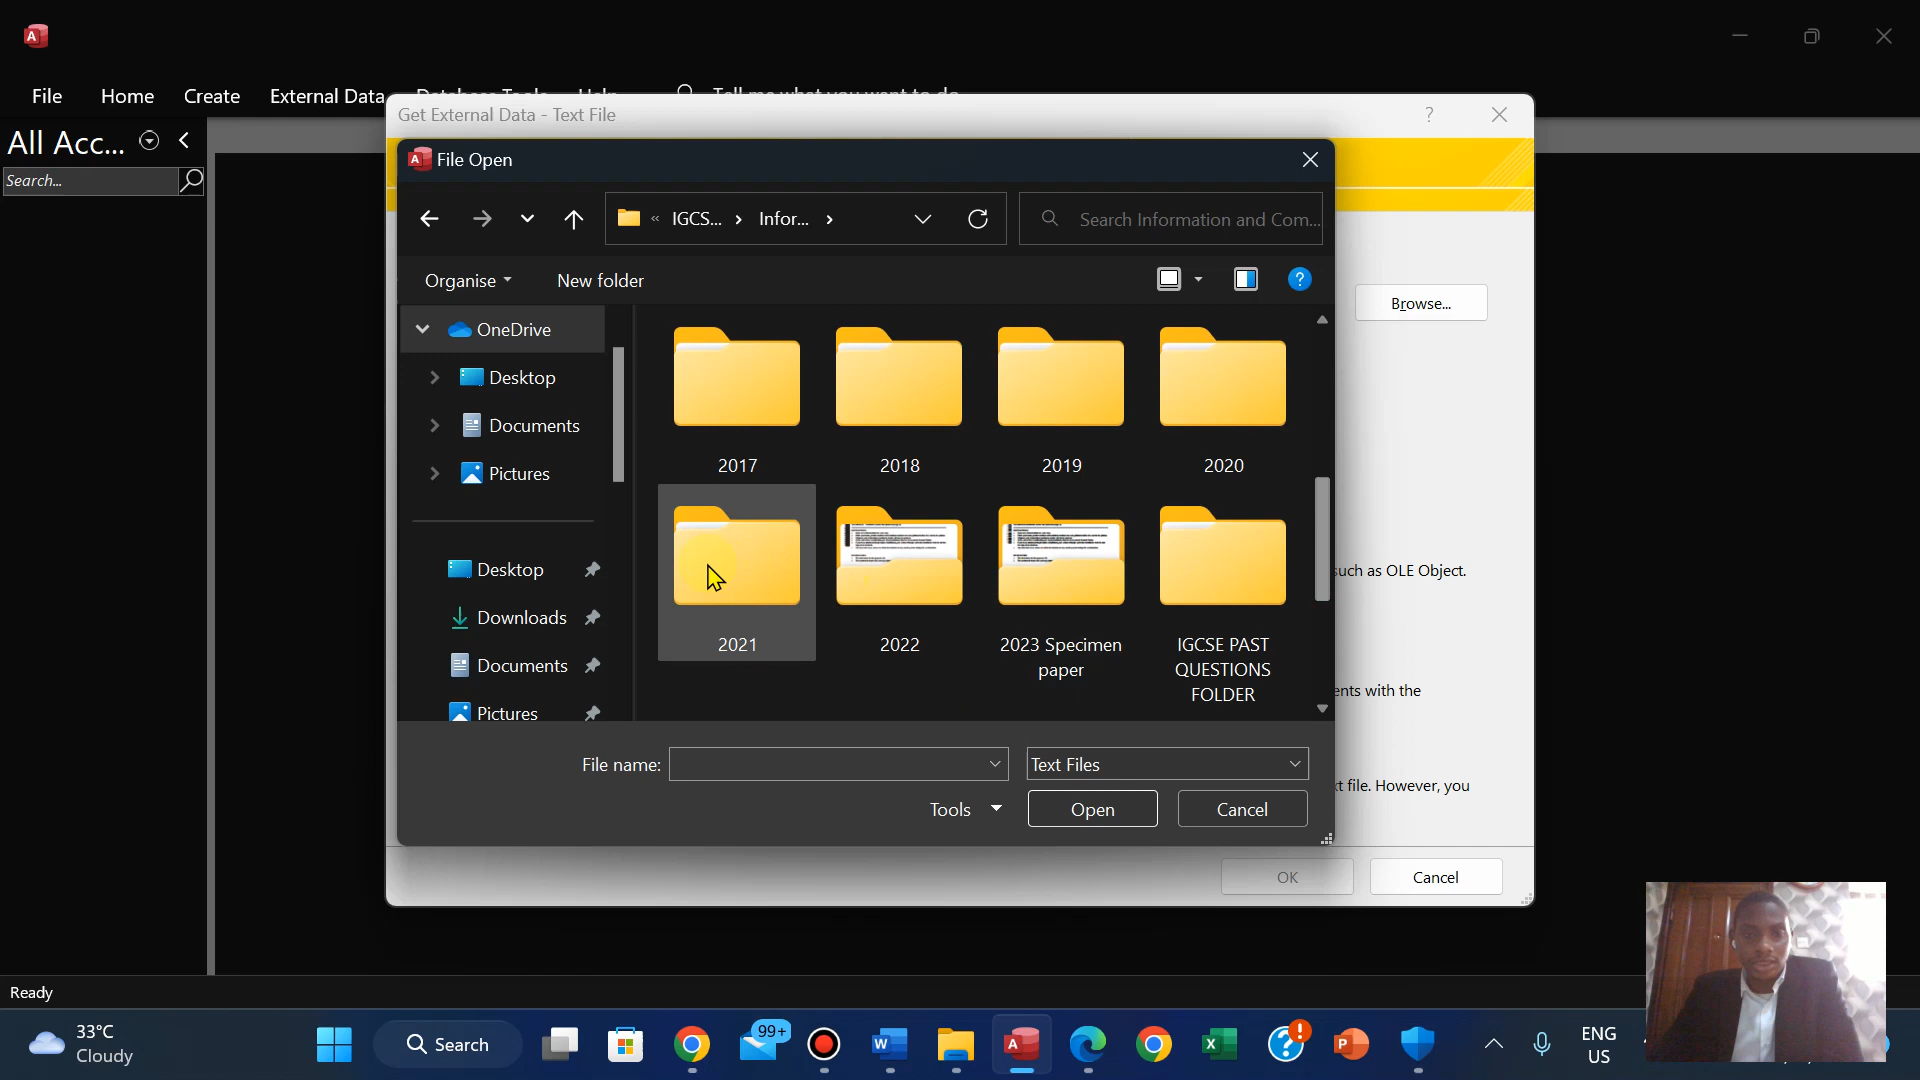 File Home Create External Data
Get External Data - Text File
?
All Acc...
Search...
File Open
« IGCS... › Infor... ›
Search Information and Com...
Organise
New folder
Browse...
OneDrive
Desktop
Documents
Pictures
Desktop
Downloads
Documents
Pictures
2017
2018
2019
2020
2021
2022
2023 Specimen
paper
IGCSE PAST
QUESTIONS
FOLDER
such as OLE Object.
ents with the
xt file. However, you
File name:
Text Files
Tools
Open
Cancel
OK
Cancel
Ready
33°C
Cloudy
Search
99+
ENG
US